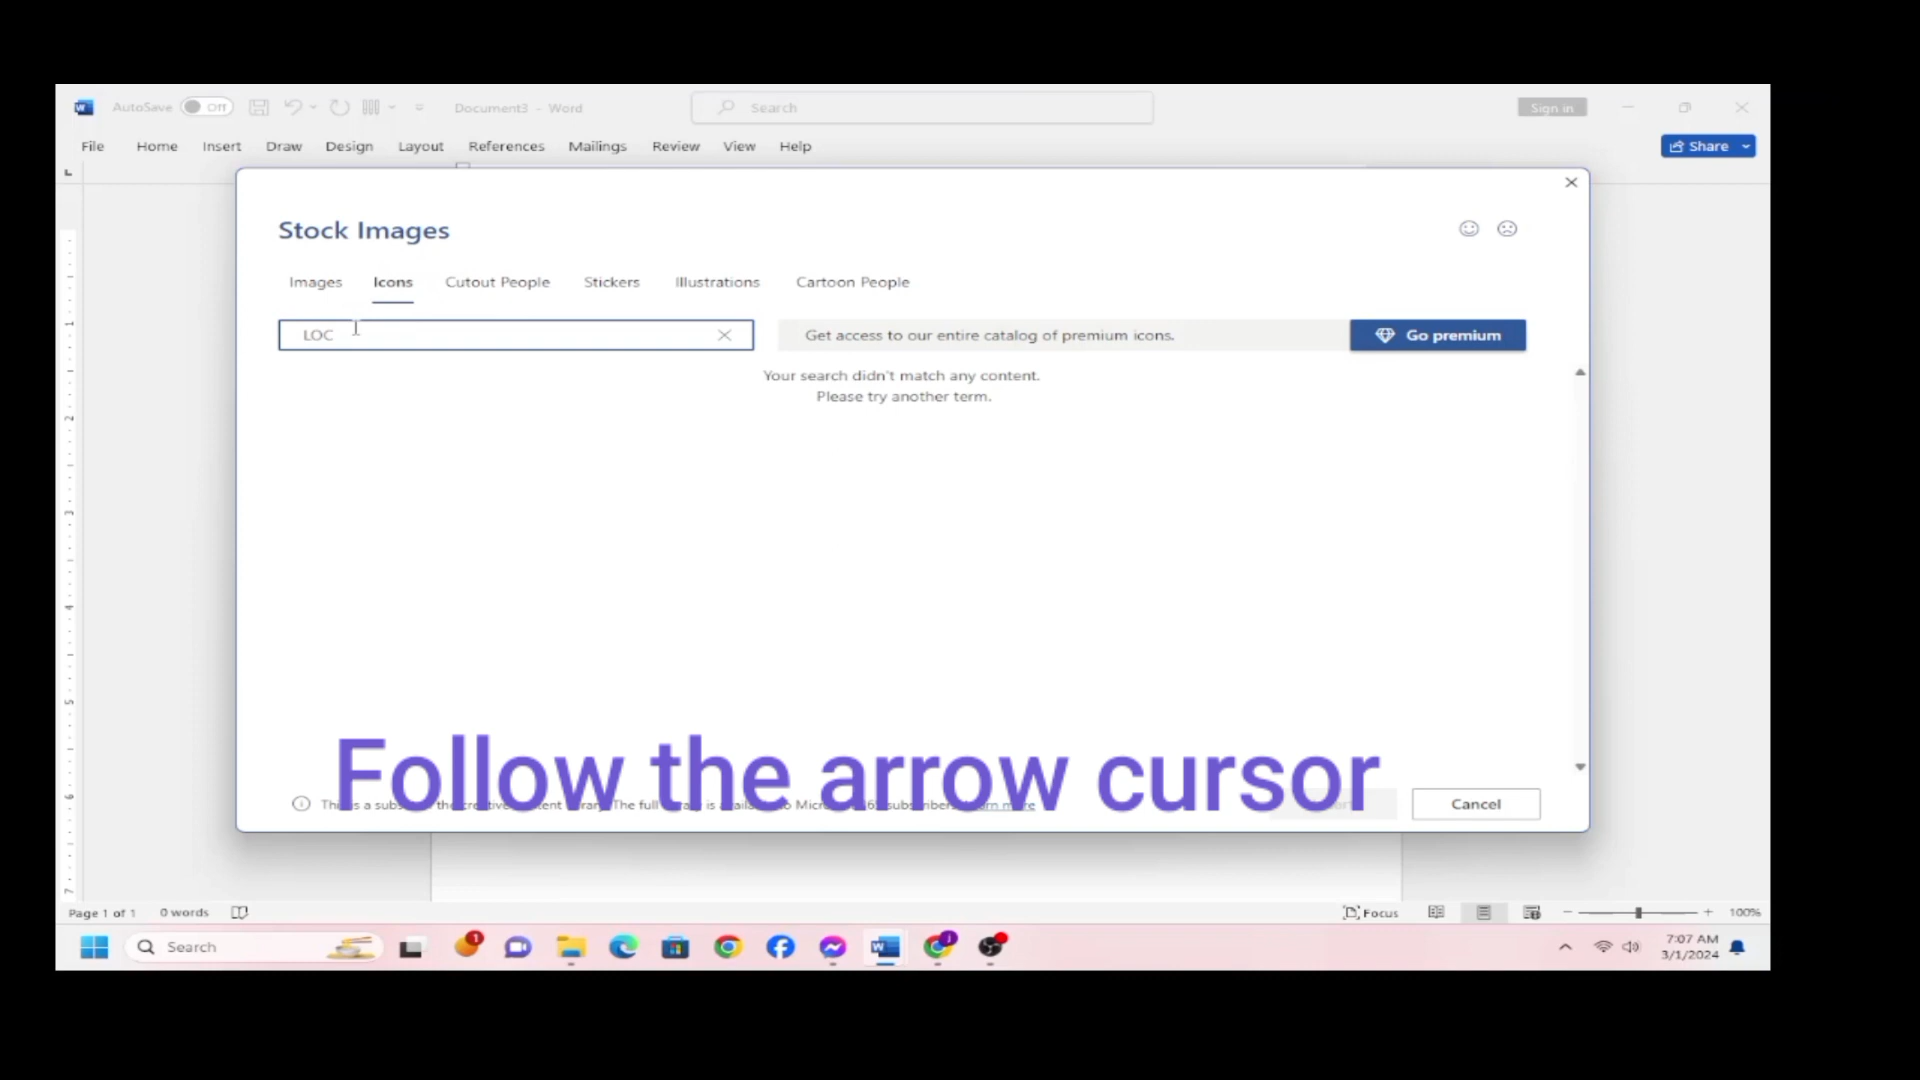 AutoSave Off Document3 - Word Search Sign in
File Home Insert Draw Design Layout References Mailings Review View Help Share
Stock Images
Images Icons Cutout People Stickers Illustrations Cartoon People
LOC Get access to our entire catalog of premium icons. Go premium
Your search didn't match any content.
Please try another term.
Follow the arrow cursor
Cancel
Page 1 of 1 0 words Focus 100%
Search 7:07 AM
3/1/2024